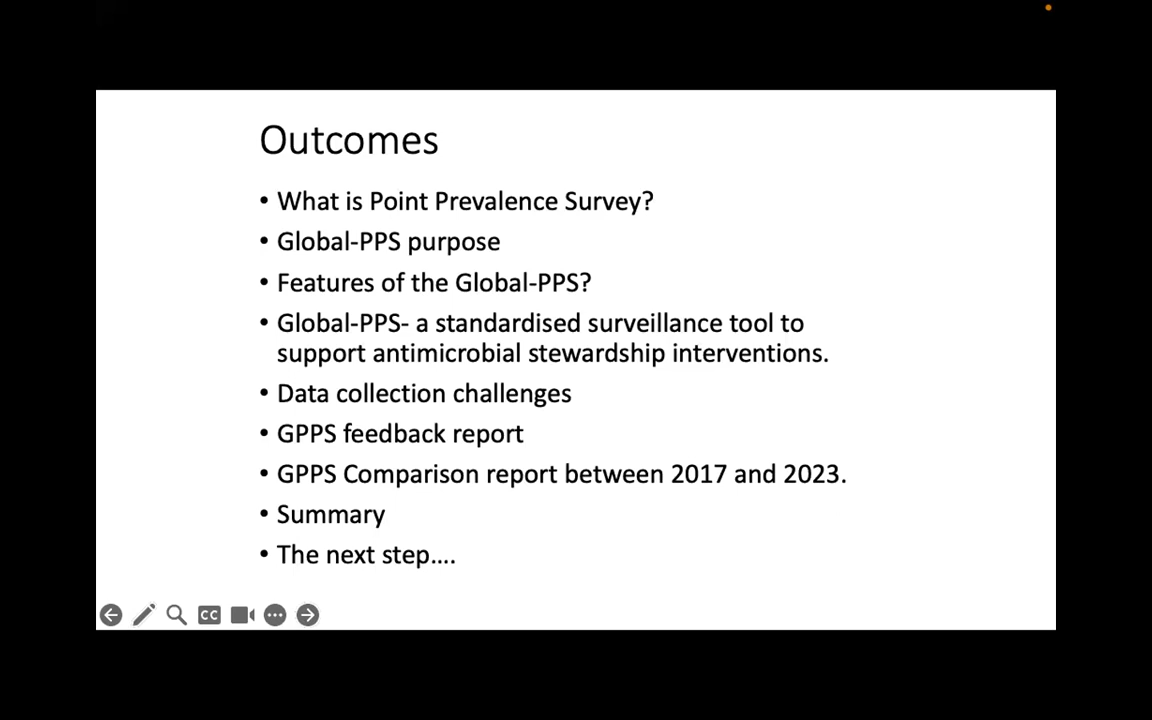 Outcomes
• What is Point Prevalence Survey?
• Global-PPS purpose
• Features of the Global-PPS?
• Global-PPS- a standardised surveillance tool to
support antimicrobial stewardship interventions.
• Data collection challenges
• GPPS feedback report
• GPPS Comparison report between 2017 and 2023.
• Summary
• The next step....
CC